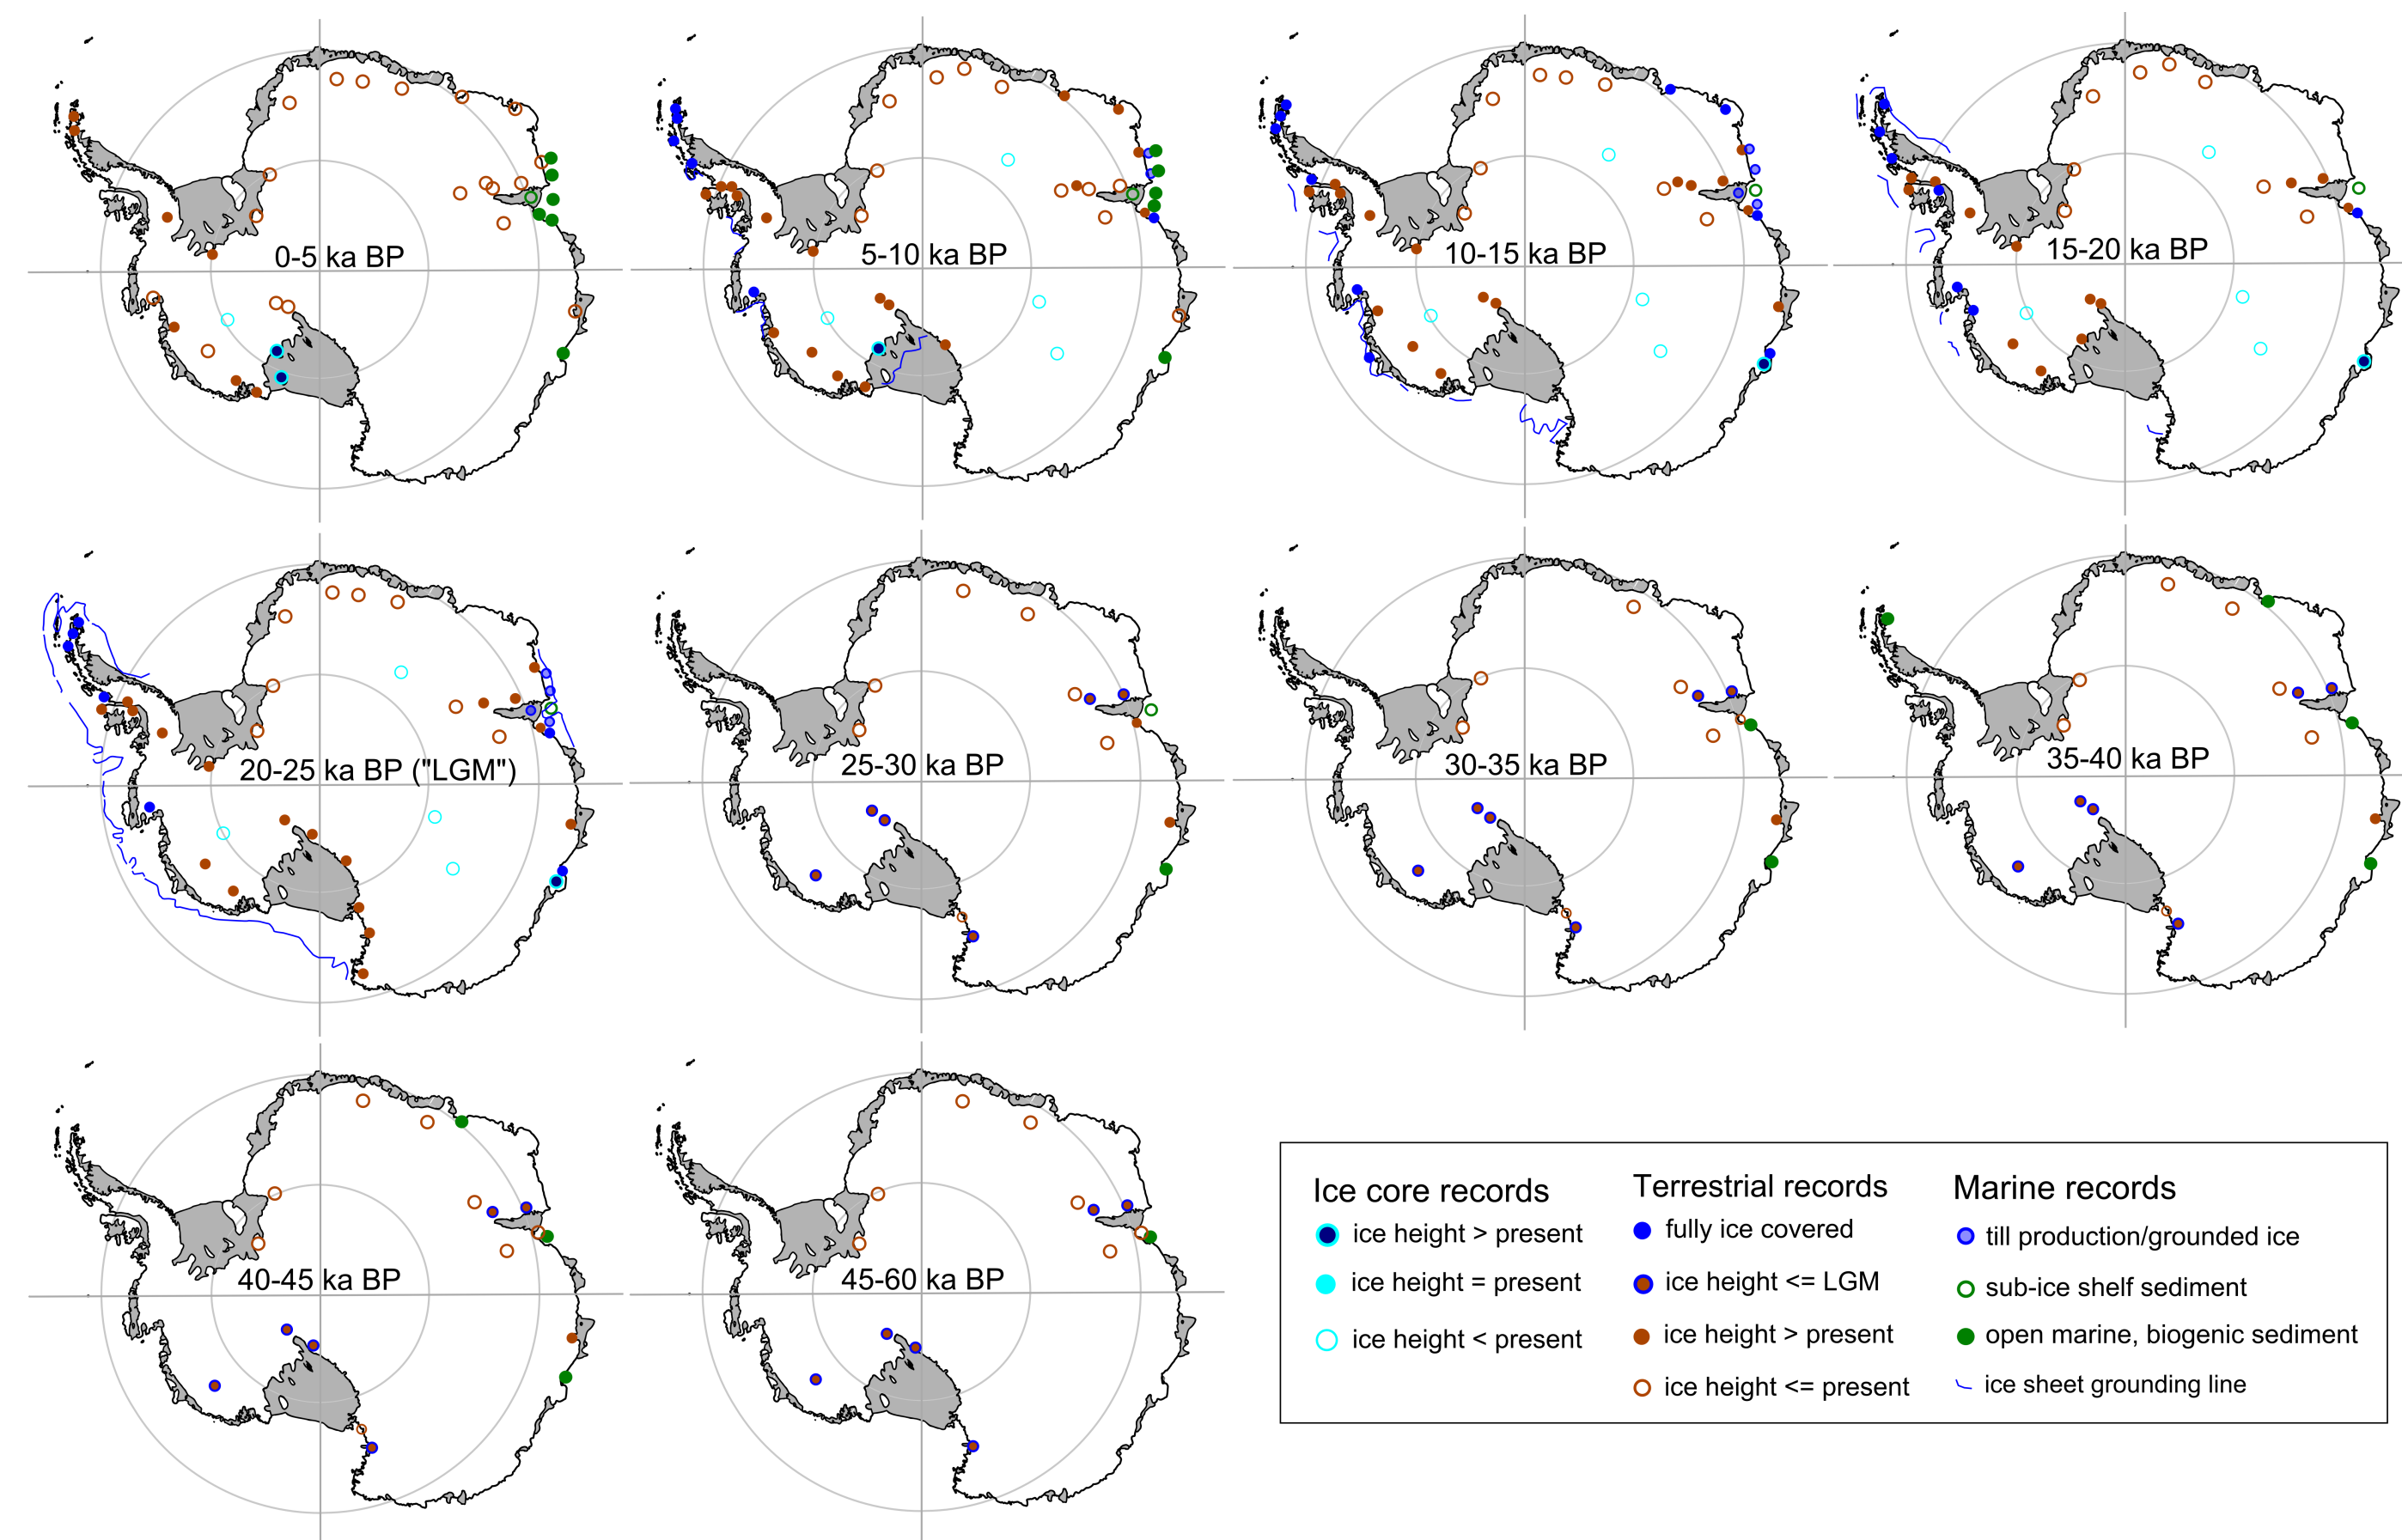 0-5 ka BP
5-10 ka BP
10-15 ka BP
15-20 ka BP
20-25 ka BP ("LGM")
25-30 ka BP
30-35 ka BP
35-40 ka BP
40-45 ka BP
45-60 ka BP
Ice core records
ice height > present
ice height = present
ice height < present
Terrestrial records
fully ice covered
ice height <= LGM
ice height > present
ice height <= present
Marine records
till production/grounded ice
sub-ice shelf sediment
open marine, biogenic sediment
ice sheet grounding line